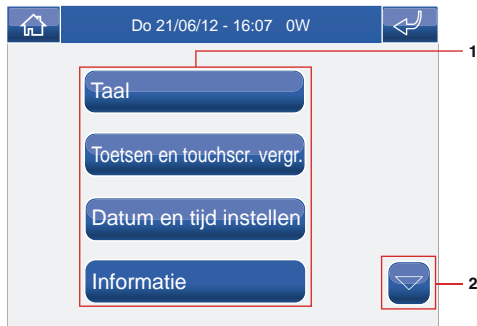 Do 21/06/12 - 16:07 0W
1
Taal
Toetsen en touchscr. vergr.
Datum en tijd instellen
Informatie
2